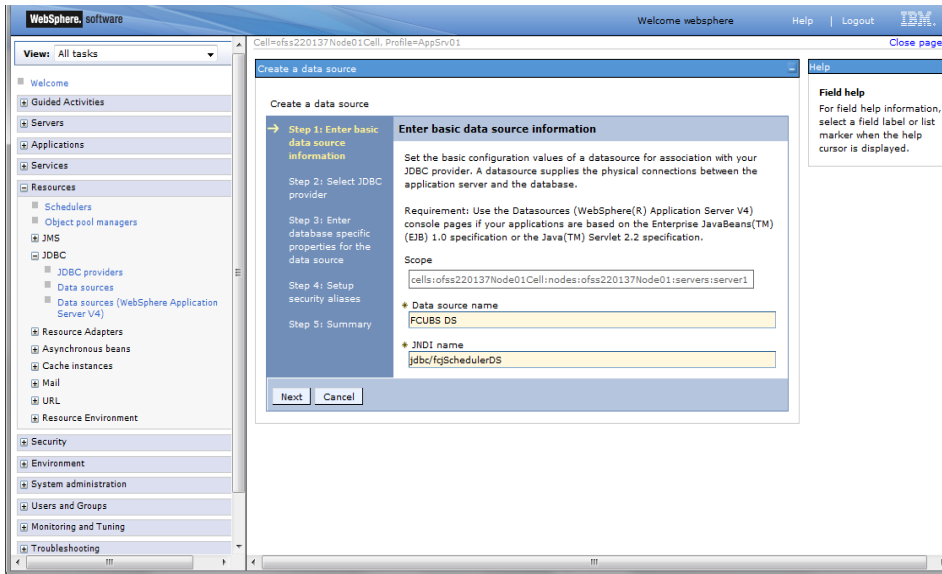 WebSphere. software
Welcome websphere
Help | Logout
IBM.
View: All tasks
Cell=ofss220137Node01Cell, Profile=AppSrv01
Close page
Welcome
Guided Activities
Servers
Applications
Services
Resources
Schedulers
Object pool managers
JMS
JDBC
JDBC providers
Data sources
Data sources (WebSphere Application
Server V4)
Resource Adapters
Asynchronous beans
Cache instances
Mail
URL
Resource Environment
Security
Environment
System administration
Users and Groups
Monitoring and Tuning
Troubleshooting
Create a data source
Create a data source
Step 1: Enter basic
data source
information
Step 2: Select JDBC
provider
Step 3: Enter
database specific
properties for the
data source
Step 4: Setup
security aliases
Step 5: Summary
Enter basic data source information
Set the basic configuration values of a datasource for association with your
JDBC provider. A datasource supplies the physical connections between the
application server and the database.
Requirement: Use the Datasources (WebSphere(R) Application Server V4)
console pages if your applications are based on the Enterprise JavaBeans(TM)
(EJB) 1.0 specification or the Java(TM) Servlet 2.2 specification.
Scope
cells:ofss220137Node01Cell:nodes:ofss220137Node01:servers:server1
* Data source name
FCUBS DS
* JNDI name
jdbc/fcjSchedulerDS
Next Cancel
Help
Field help
For field help information,
select a field label or list
marker when the help
cursor is displayed.